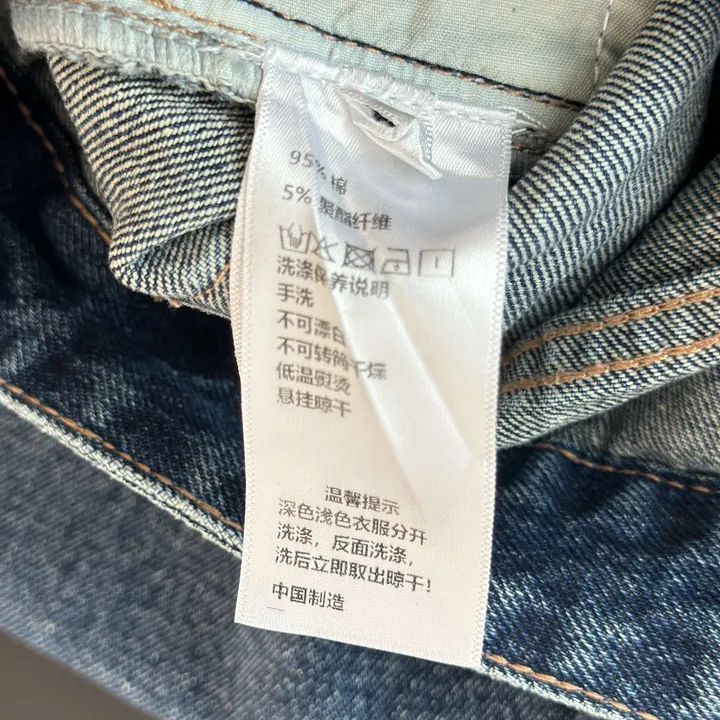 95% 棉
5% 聚酯纤维
洗涤保养说明
手洗
不可漂白
不可转筒干燥
低温熨烫
悬挂晾干
温馨提示
深色浅色衣服分开
洗涤，反面洗涤，
洗后立即取出晾干!
中国制造